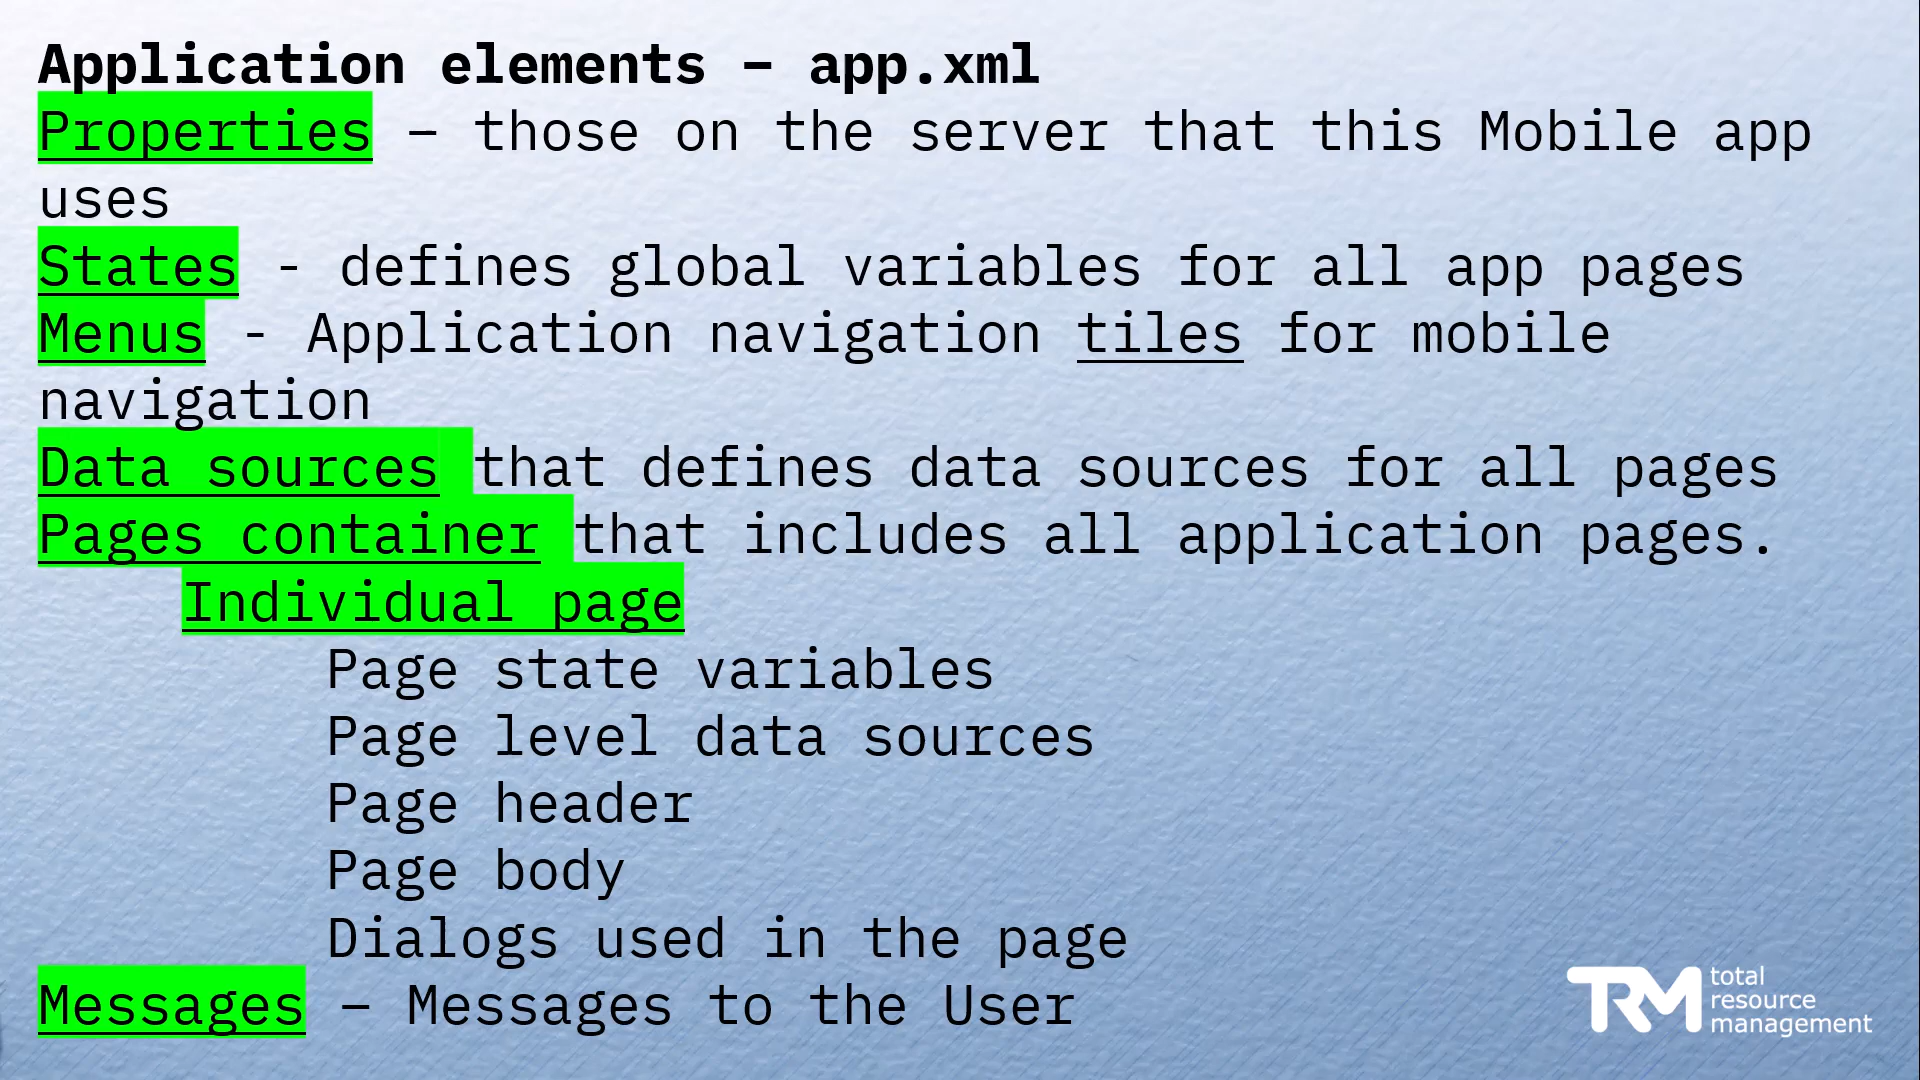 Application elements – app.xml
Properties – those on the server that this Mobile app
uses
States - defines global variables for all app pages
Menus - Application navigation tiles for mobile
navigation
Data sources that defines data sources for all pages
Pages container that includes all application pages.
Individual page
Page state variables
Page level data sources
Page header
Page body
Dialogs used in the page
Messages – Messages to the User
TRM
total
resource
management